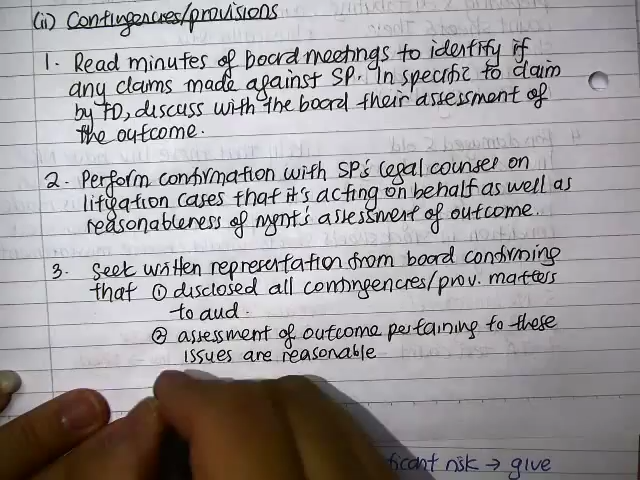 (ii) Contingencies/provisions
1. Read minutes of board meetings to identify if
any claims made against SP. In specific to claim
by TD, discuss with the board their assessment of
the outcome.
2. Perform confirmation with SP's legal counsel on
litigation cases that it's acting on behalf as well as
reasonableness of mgmt's assessment of outcome.
3. Seek written representation from board confirming
that ① disclosed all contingencies/prov. matters
to aud.
② assessment of outcome pertaining to these
issues are reasonable
risk → give